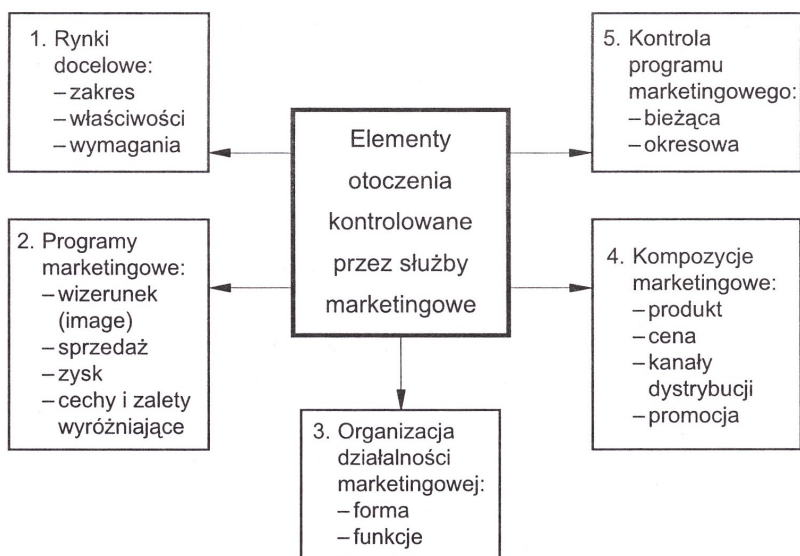 1. Rynki
docelowe:
– zakres
– właściwości
– wymagania
2. Programy
marketingowe:
– wizerunek
(image)
– sprzedaż
– zysk
– cechy i zalety
wyróżniające
Elementy
otoczenia
kontrolowane
przez służby
marketingowe
3. Organizacja
działalności
marketingowej:
– forma
– funkcje
5. Kontrola
programu
marketingowego:
– bieżąca
– okresowa
4. Kompozycje
marketingowe:
– produkt
– cena
– kanały
dystrybucji
– promocja